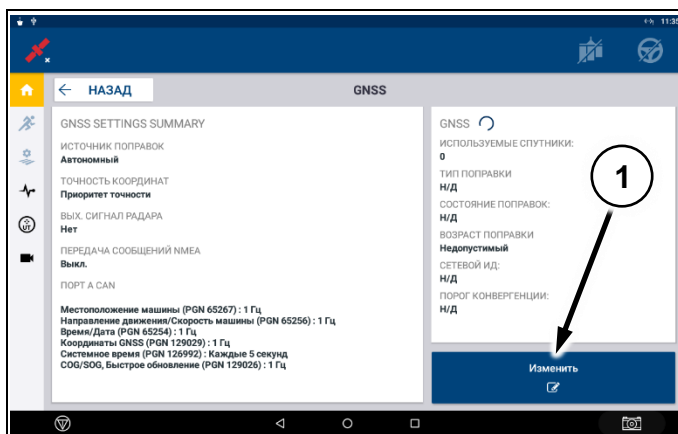 11:35
НАЗАД
GNSS
GNSS SETTINGS SUMMARY
ИСТОЧНИК ПОПРАВОК
Автономный
ТОЧНОСТЬ КООРДИНАТ
Приоритет точности
ВЫХ. СИГНАЛ РАДАРА
Нет
ПЕРЕДАЧА СООБЩЕНИЙ NMEA
Выкл.
ПОРТ A CAN
Местоположение машины (PGN 65267) : 1 Гц
Направление движения/Скорость машины (PGN 65256) : 1 Гц
Время/Дата (PGN 65254) : 1 Гц
Координаты GNSS (PGN 129029) : 1 Гц
Системное время (PGN 126992) : Каждые 5 секунд
COG/SOG, Быстрое обновление (PGN 129026) : 1 Гц
GNSS
ИСПОЛЬЗУЕМЫЕ СПУТНИКИ:
0
ТИП ПОПРАВКИ
Н/Д
СОСТОЯНИЕ ПОПРАВОК:
Н/Д
ВОЗРАСТ ПОПРАВКИ
Недопустимый
СЕТЕВОЙ ИД:
Н/Д
ПОРОГ КОНВЕРГЕНЦИИ:
Н/Д
1
Изменить
UT